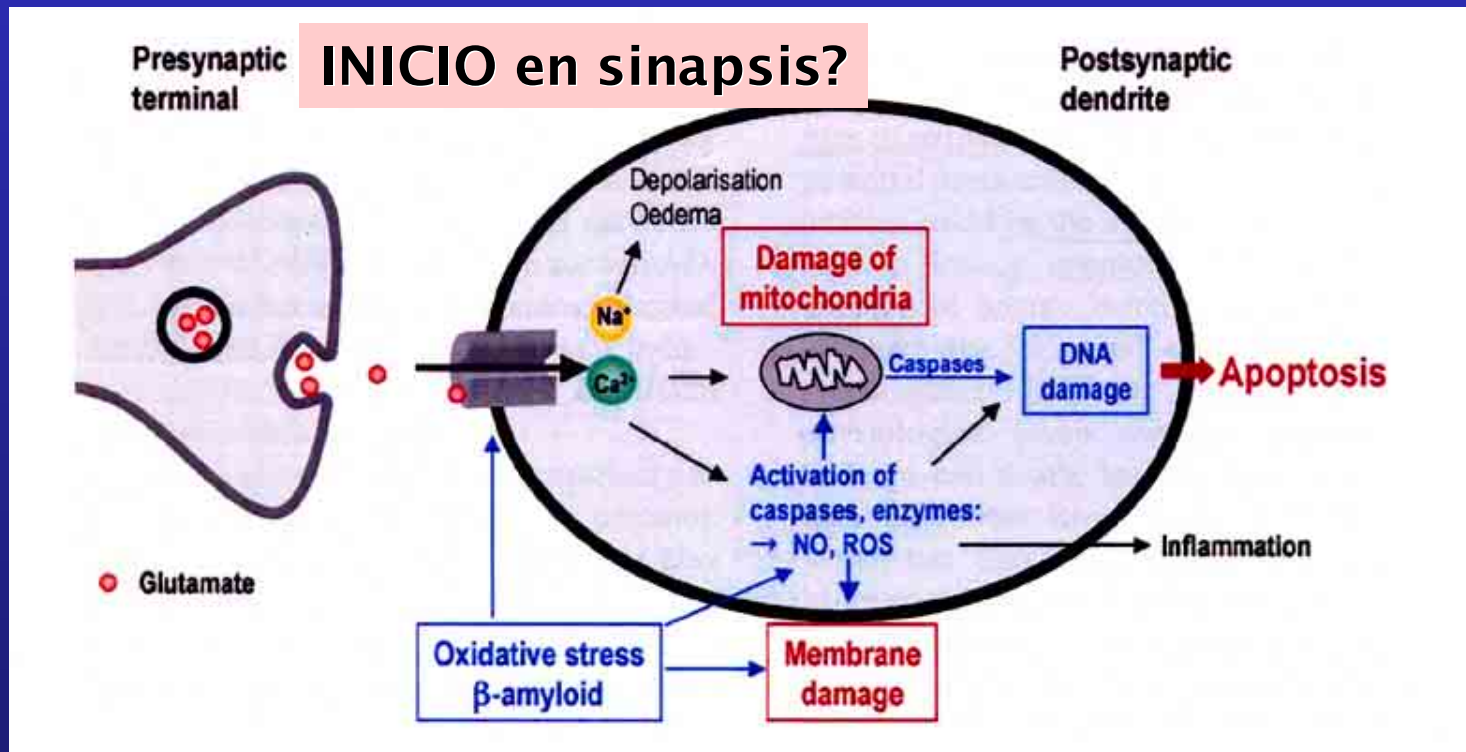 INICIO en sinapsis?
Presynaptic
terminal
Postsynaptic
dendrite
Depolarisation
Oedema
Damage of
mitochondria
Na⁺
Ca²⁺
Caspases
DNA
damage
Apoptosis
Activation of
caspases, enzymes:
→ NO, ROS
Inflammation
Glutamate
Oxidative stress
β-amyloid
Membrane
damage